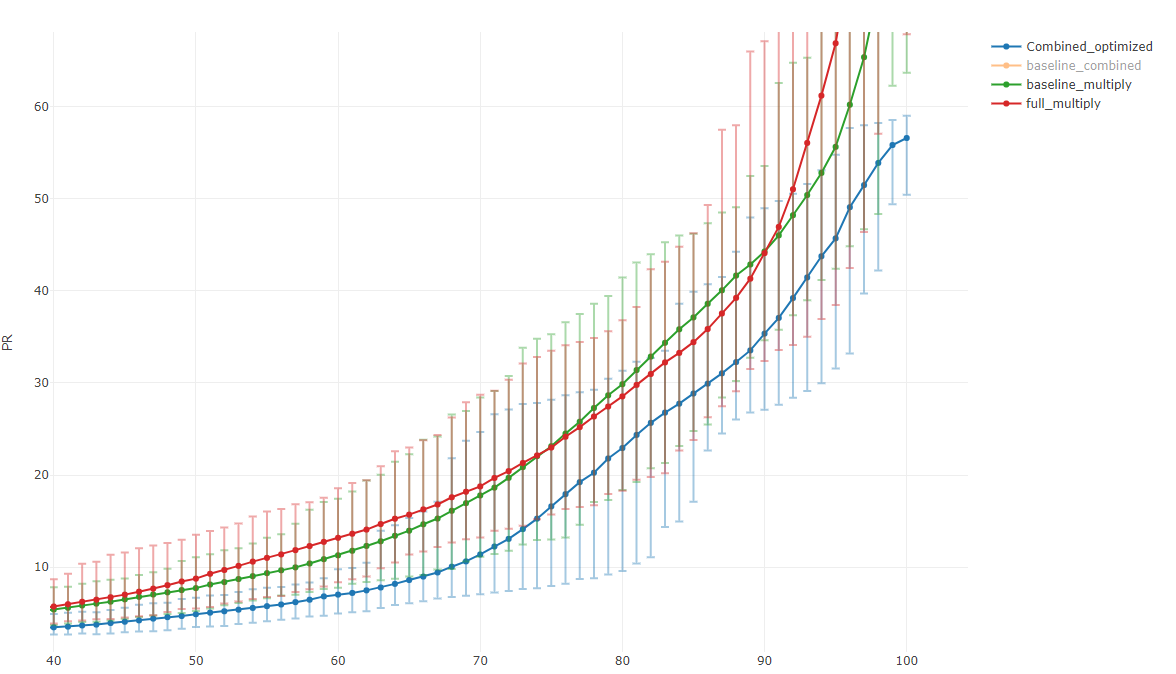 Combined_optimized
baseline_combined
baseline_multiply
full_multiply
60
50
40
30
20
10
PR
40 50 60 70 80 90 100